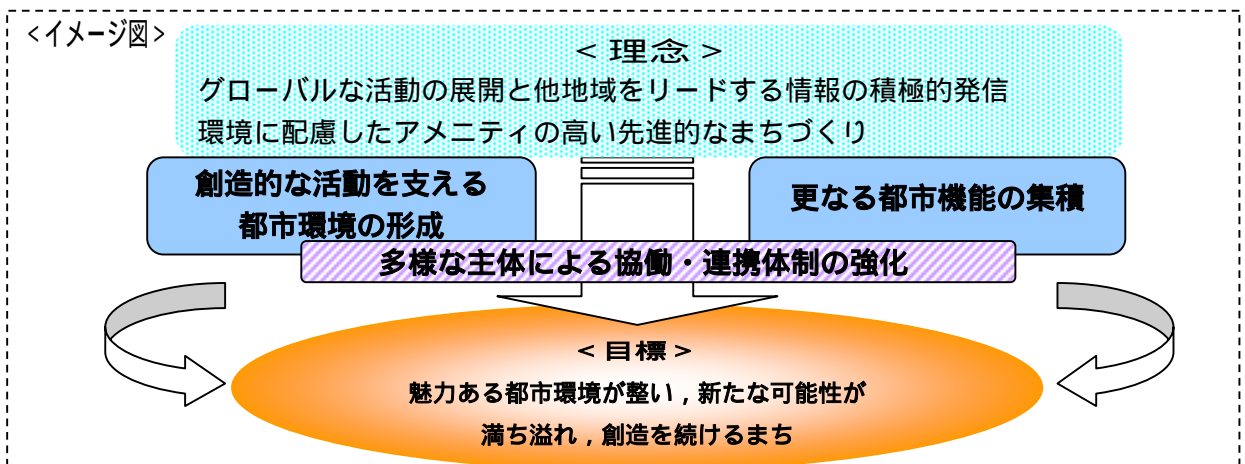 <イメージ図>
<理念>
グローバルな活動の展開と他地域をリードする情報の積極的発信
環境に配慮したアメニティの高い先進的なまちづくり
創造的な活動を支える
都市環境の形成
更なる都市機能の集積
多様な主体による協働・連携体制の強化
<目標>
魅力ある都市環境が整い,新たな可能性が
満ち溢れ,創造を続けるまち